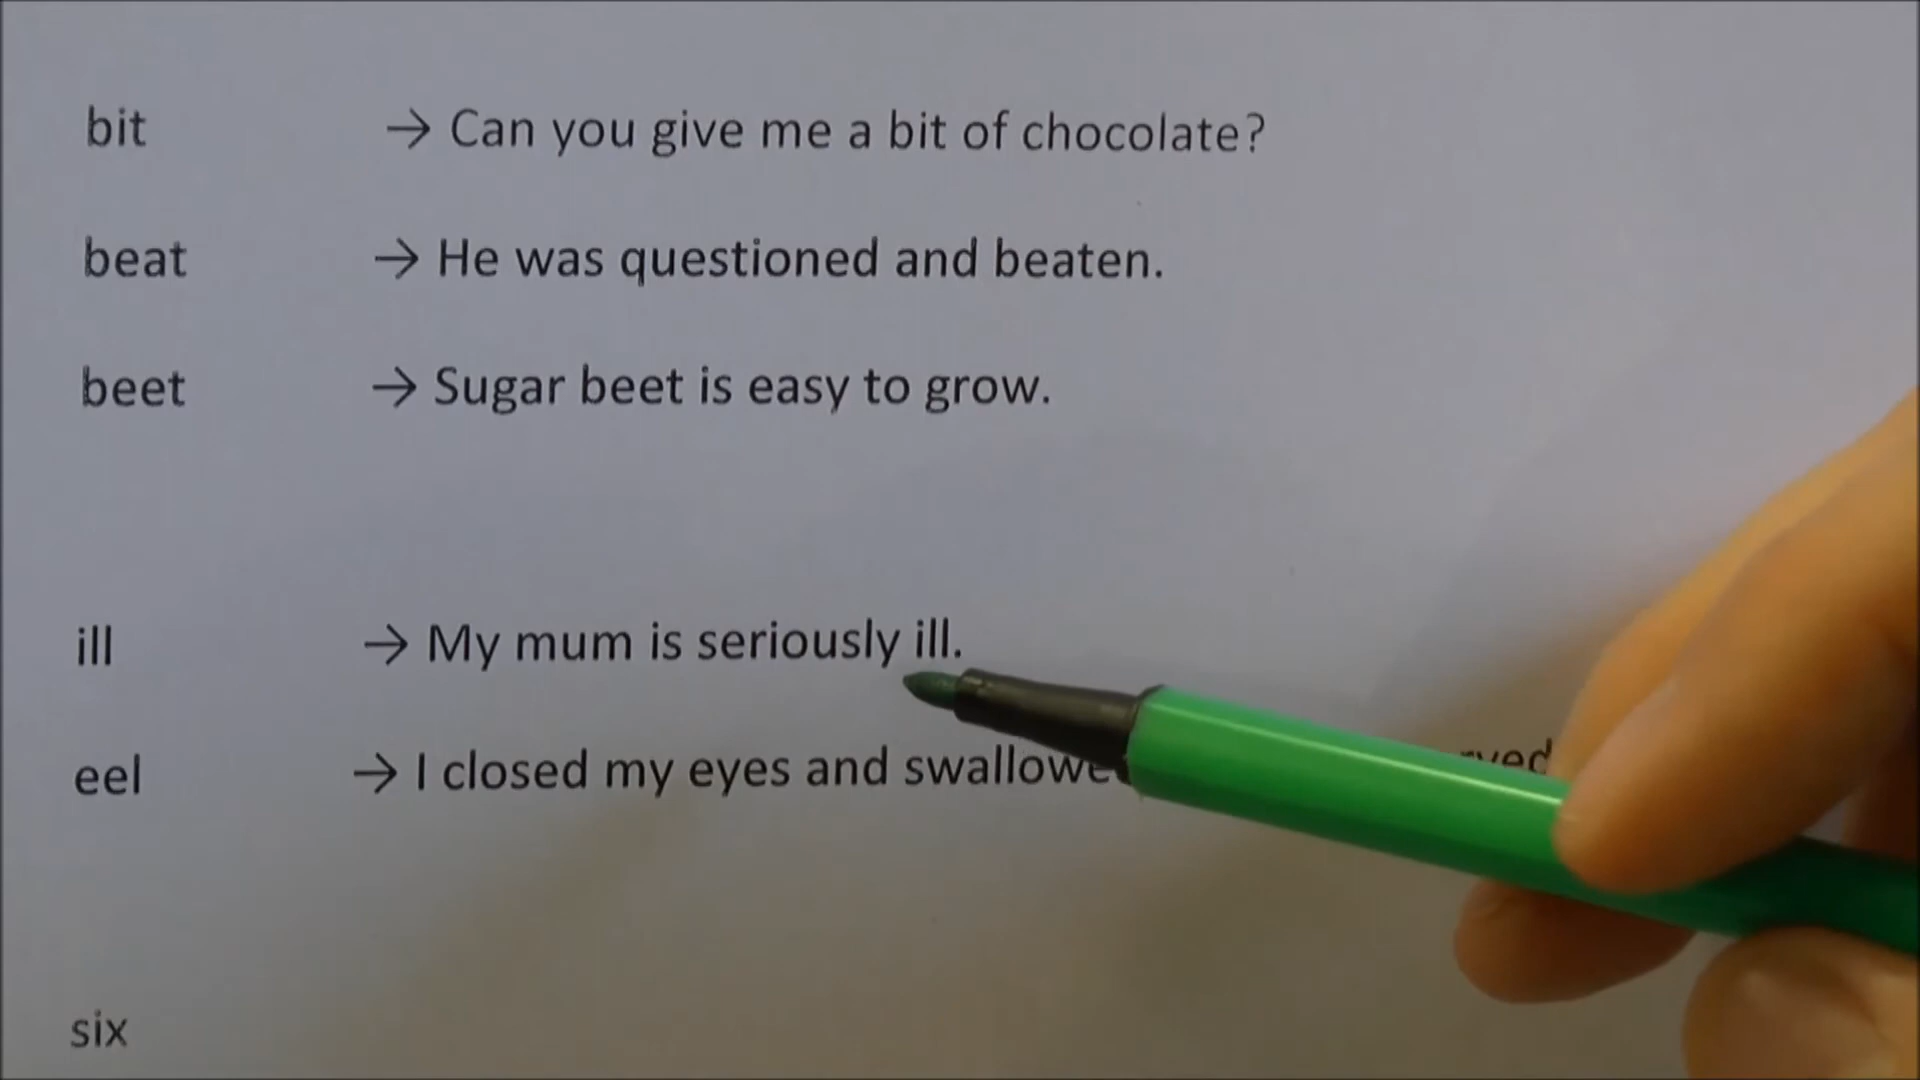 bit → Can you give me a bit of chocolate?
beat → He was questioned and beaten.
beet → Sugar beet is easy to grow.
ill → My mum is seriously ill.
eel → I closed my eyes and
six